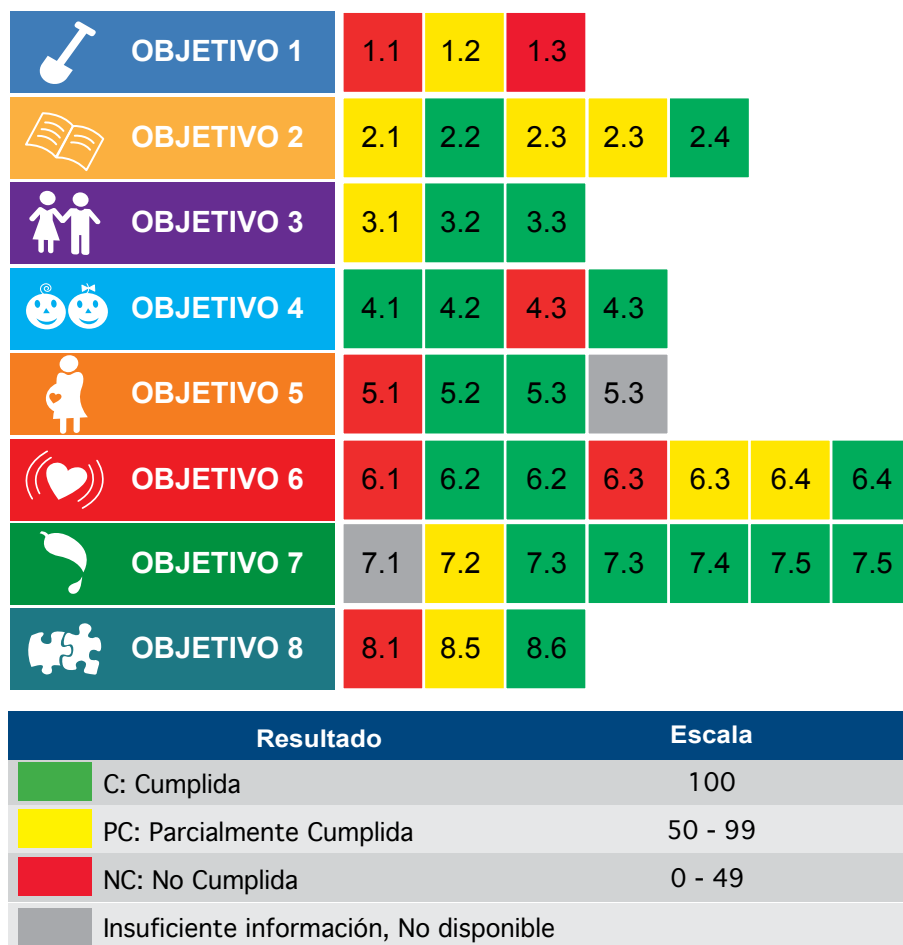 OBJETIVO 1 1.1 1.2 1.3
OBJETIVO 2 2.1 2.2 2.3 2.3 2.4
OBJETIVO 3 3.1 3.2 3.3
OBJETIVO 4 4.1 4.2 4.3 4.3
OBJETIVO 5 5.1 5.2 5.3 5.3
OBJETIVO 6 6.1 6.2 6.2 6.3 6.3 6.4 6.4
OBJETIVO 7 7.1 7.2 7.3 7.3 7.4 7.5 7.5
OBJETIVO 8 8.1 8.5 8.6
Resultado Escala
C: Cumplida 100
PC: Parcialmente Cumplida 50 - 99
NC: No Cumplida 0 - 49
Insuficiente información, No disponible